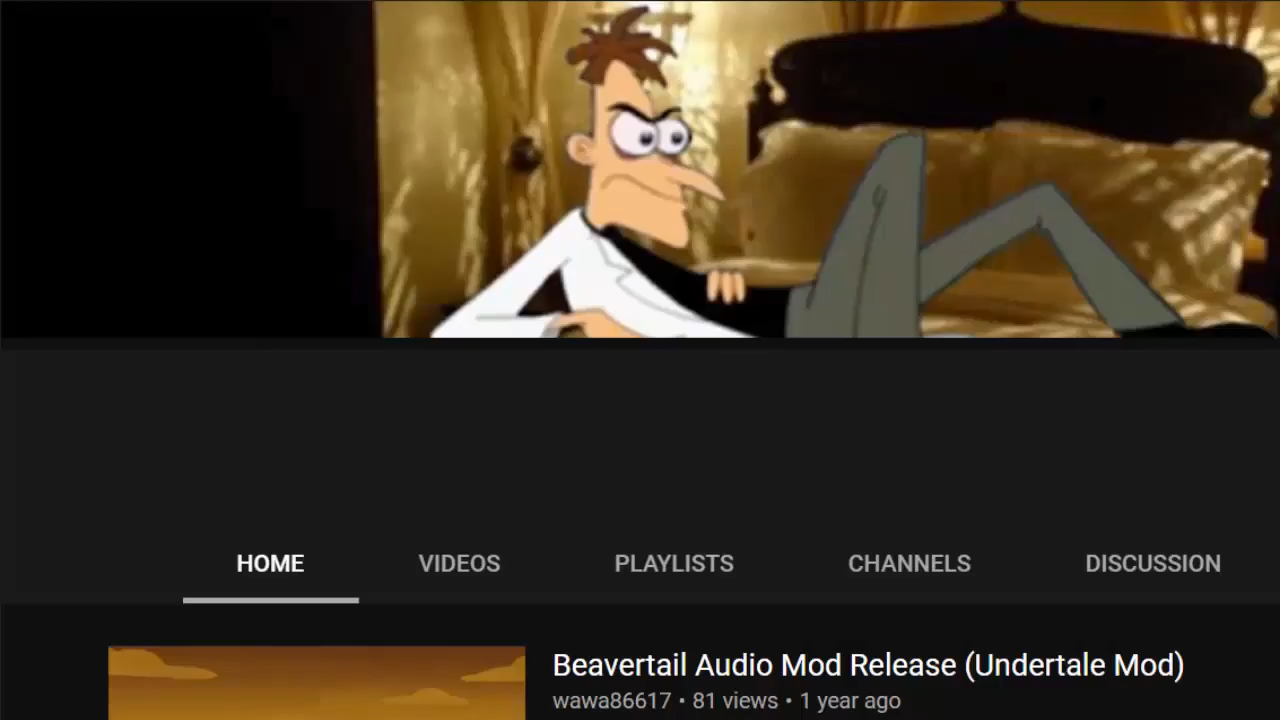 HOME VIDEOS PLAYLISTS CHANNELS DISCUSSION
Beavertail Audio Mod Release (Undertale Mod)
wawa86617 • 81 views • 1 year ago